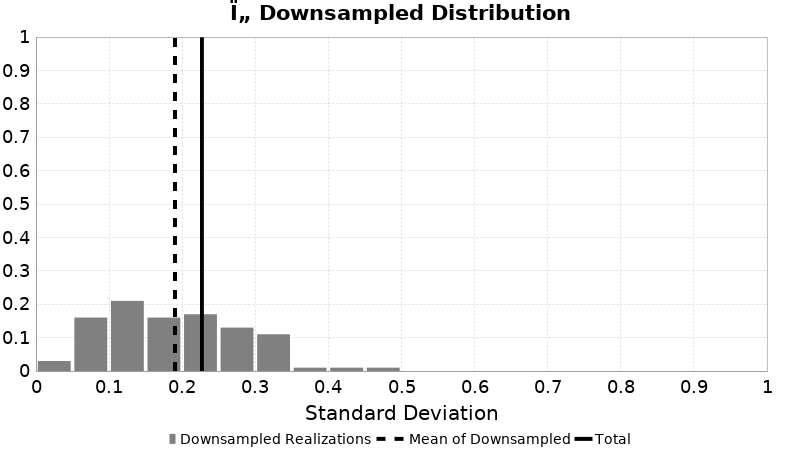 Ï„ Downsampled Distribution
1
0.9
0.8
0.7
0.6
0.5
0.4
0.3
0.2
0.1
0
0 0.1 0.2 0.3 0.4 0.5 0.6 0.7 0.8 0.9 1
Standard Deviation
Downsampled Realizations Mean of Downsampled Total